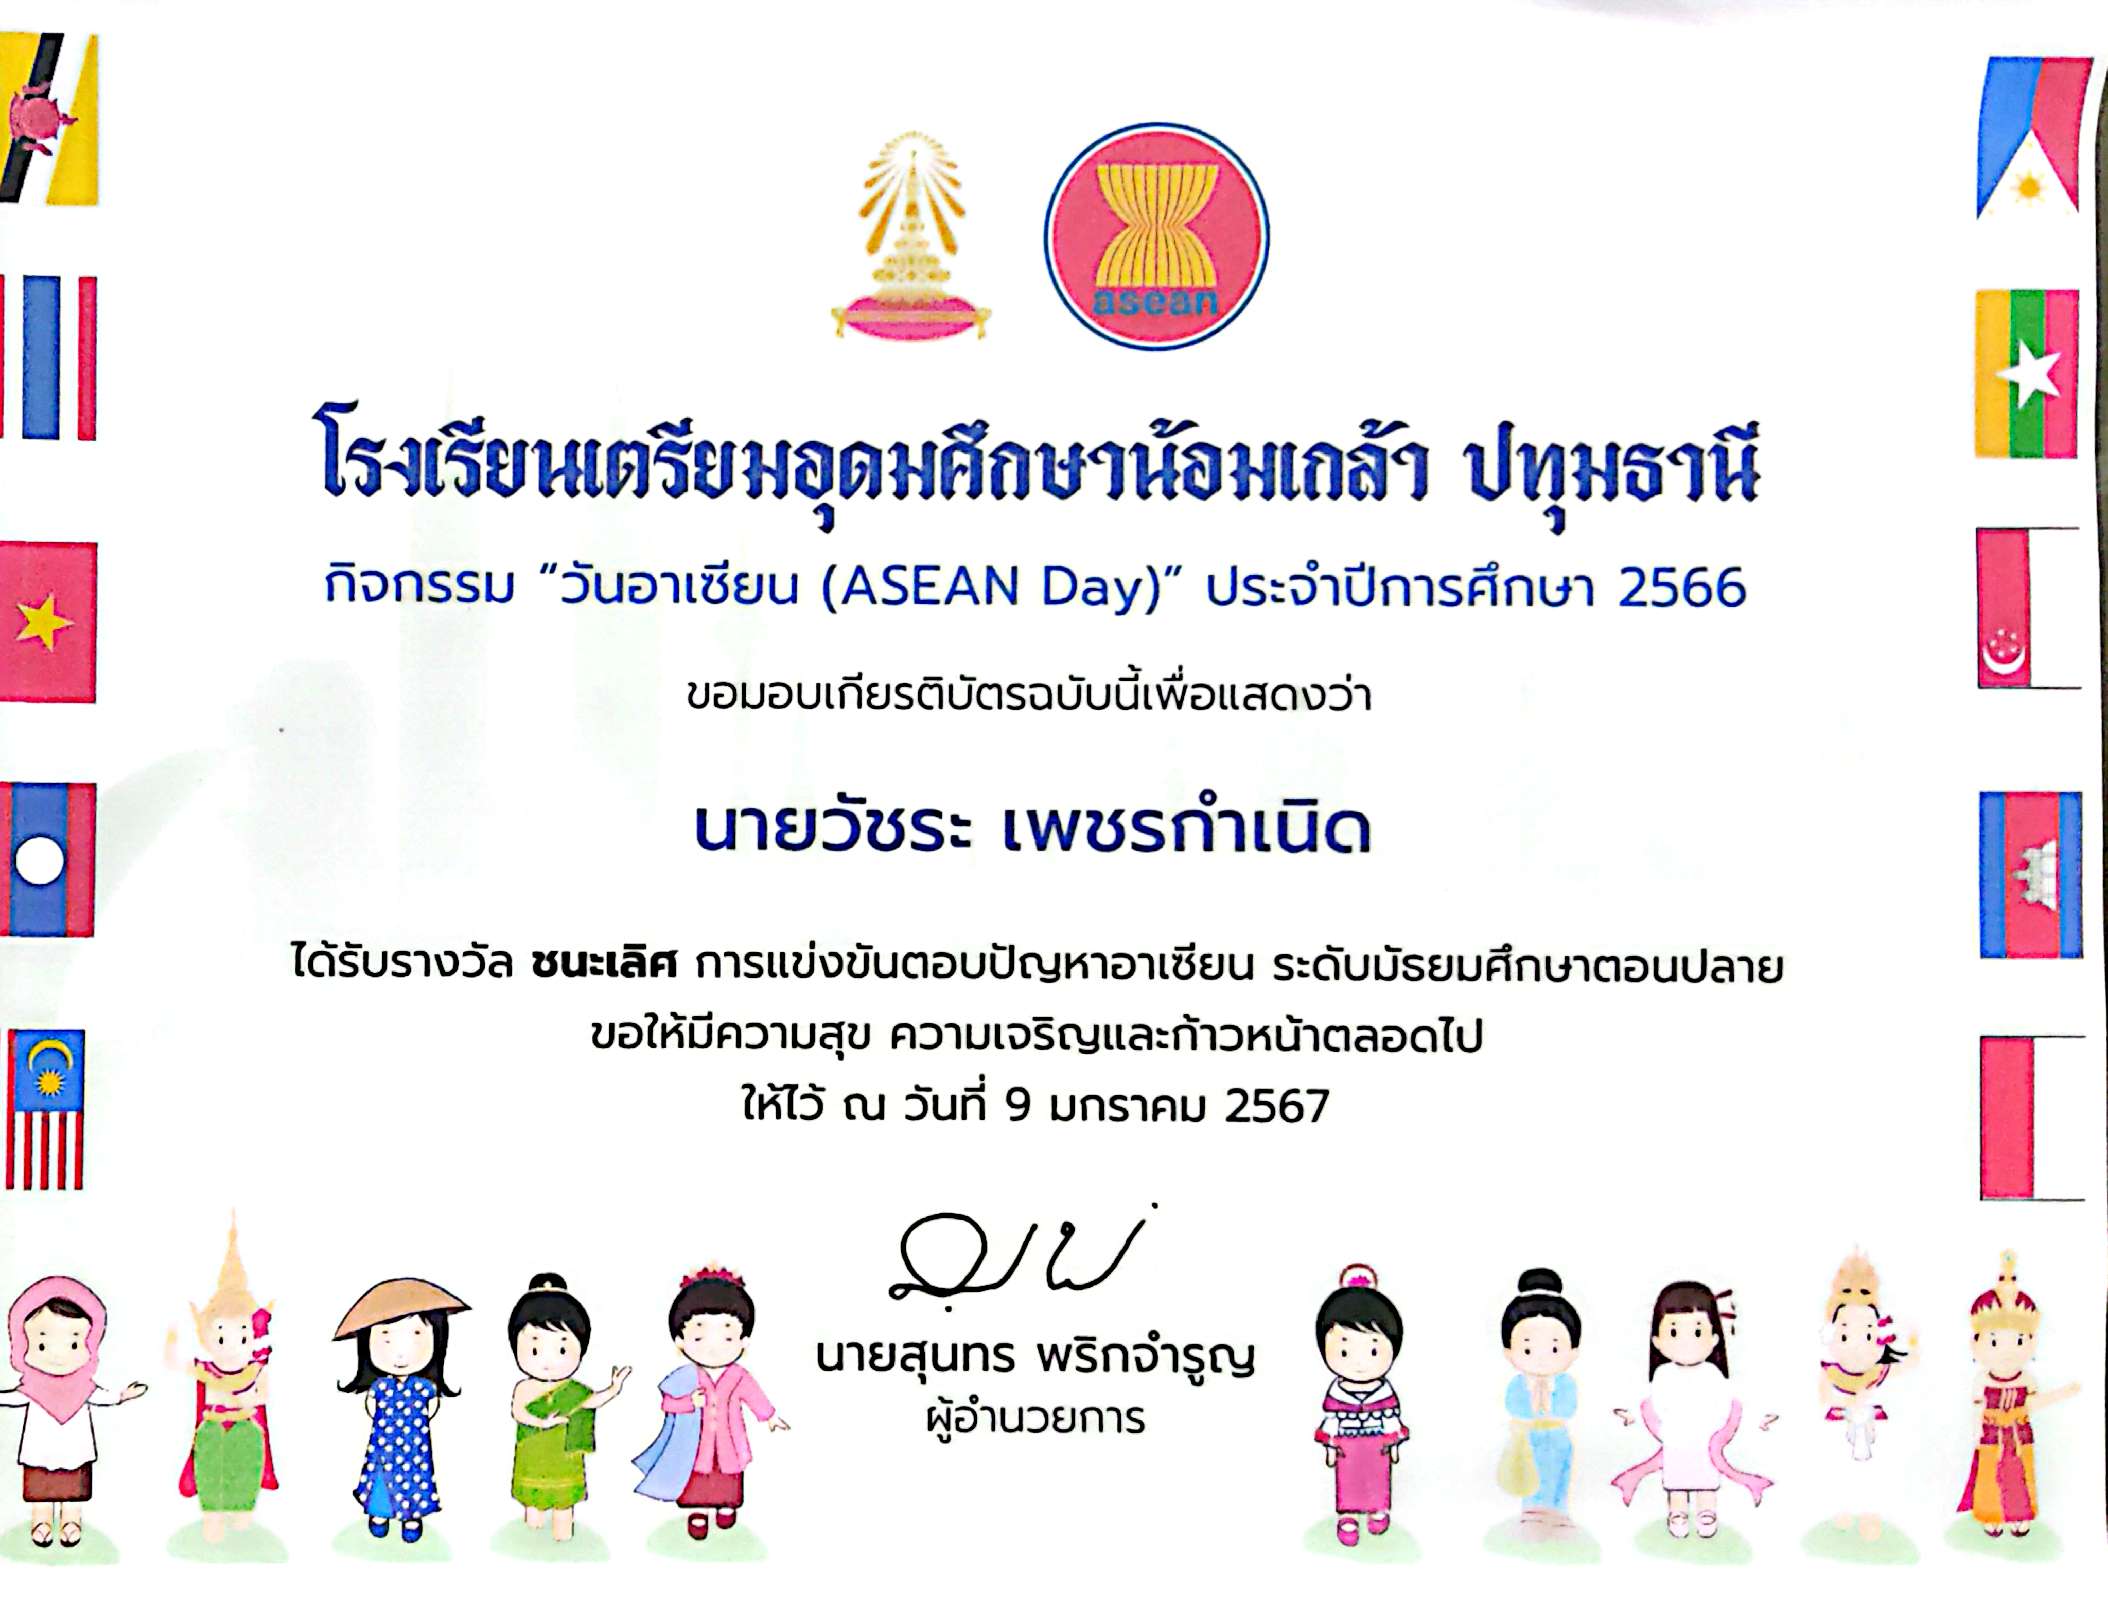 asean
โรงเรียนเตรียมอุดมศึกษาน้อมเกล้า ปทุมธานี
กิจกรรม “วันอาเซียน (ASEAN Day)” ประจำปีการศึกษา 2566
ขอมอบเกียรติบัตรฉบับนี้เพื่อแสดงว่า
นายวัชระ เพชรกำเนิด
ได้รับรางวัล ชนะเลิศ การแข่งขันตอบปัญหาอาเซียน ระดับมัธยมศึกษาตอนปลาย
ขอให้มีความสุข ความเจริญและก้าวหน้าตลอดไป
ให้ไว้ ณ วันที่ 9 มกราคม 2567
นายสุนทร พริกจำรูญ
ผู้อำนวยการ